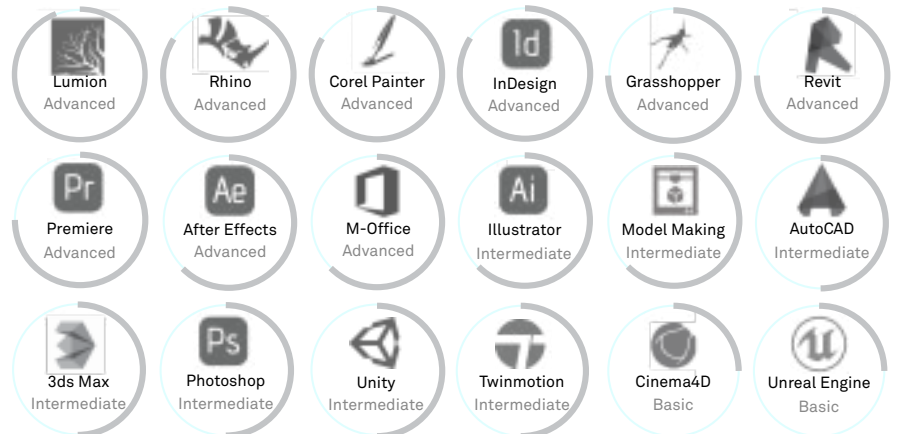 Lumion
Advanced
Rhino
Advanced
Corel Painter
Advanced
Id
InDesign
Advanced
Grasshopper
Advanced
Revit
Advanced
Pr
Premiere
Advanced
Ae
After Effects
Advanced
M-Office
Advanced
Ai
Illustrator
Intermediate
Model Making
Intermediate
AutoCAD
Intermediate
3ds Max
Intermediate
Ps
Photoshop
Intermediate
Unity
Intermediate
Twinmotion
Intermediate
Cinema4D
Basic
Unreal Engine
Basic